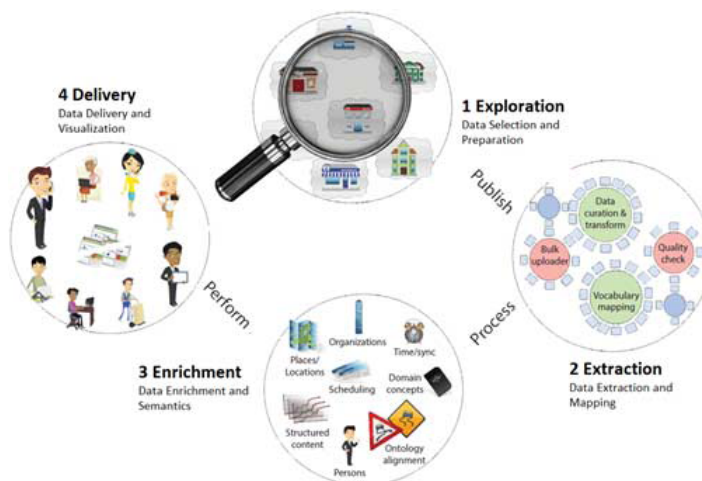 4 Delivery
Data Delivery and
Visualization
1 Exploration
Data Selection and
Preparation
Publish
Data
curation &
transform
Bulk
uploader
Quality
check
Vocabulary
mapping
Process
2 Extraction
Data Extraction and
Mapping
Perform
3 Enrichment
Data Enrichment and
Semantics
Places/
Locations
Organizations
Time/sync
Scheduling
Domain
concepts
Structured
content
Persons
Ontology
alignment